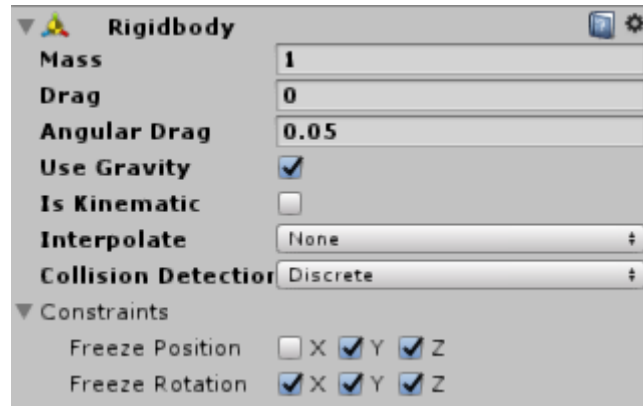 Rigidbody
Mass 1
Drag 0
Angular Drag 0.05
Use Gravity
Is Kinematic
Interpolate None
Collision Detection Discrete
Constraints
Freeze Position X Y Z
Freeze Rotation X Y Z